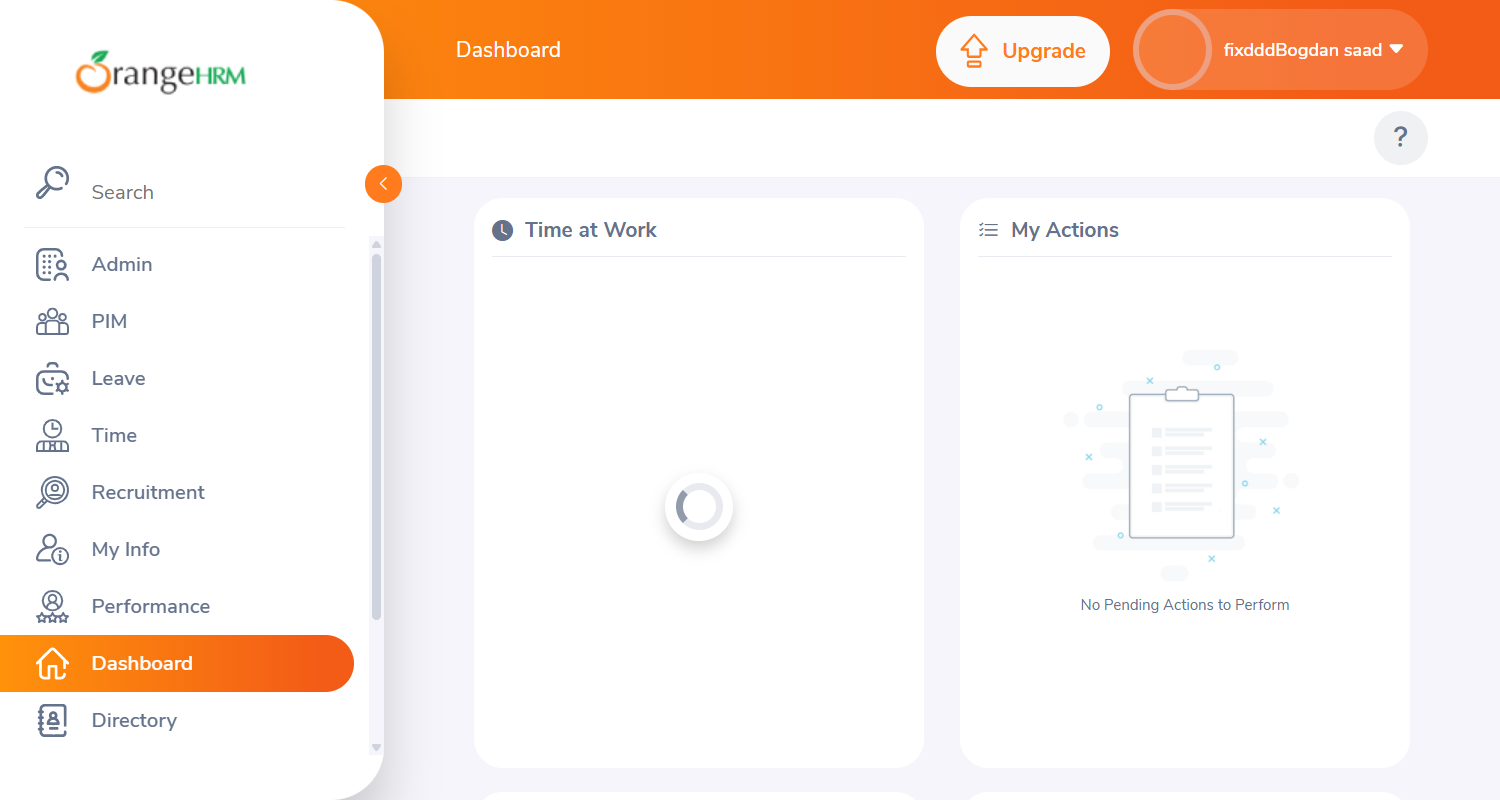 OrangeHRM
Dashboard
Upgrade
fixdddBogdan saad
?
Search
Admin
PIM
Leave
Time
Recruitment
My Info
Performance
Dashboard
Directory
Time at Work
My Actions
No Pending Actions to Perform